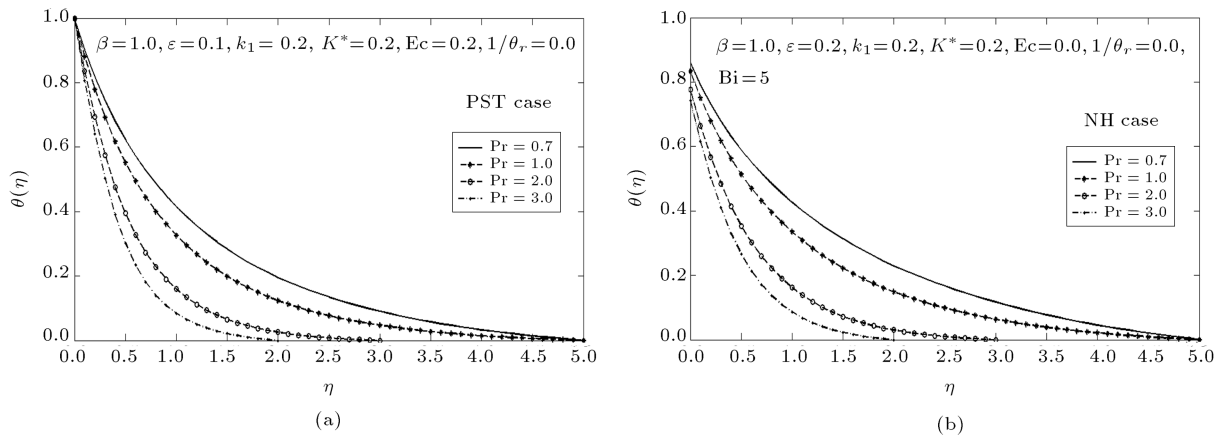 β=1.0, ε=0.1, k₁= 0.2, K*=0.2, Ec=0.2, 1/θᵣ=0.0
PST case
Pr = 0.7
Pr = 1.0
Pr = 2.0
Pr = 3.0
θ(η)
1.0
0.8
0.6
0.4
0.2
0.0
0.0 0.5 1.0 1.5 2.0 2.5 3.0 3.5 4.0 4.5 5.0
η
(a)
β=1.0, ε=0.2, k₁=0.2, K*=0.2, Ec=0.0, 1/θᵣ=0.0,
Bi=5
NH case
Pr = 0.7
Pr = 1.0
Pr = 2.0
Pr = 3.0
θ(η)
1.0
0.8
0.6
0.4
0.2
0.0
0.0 0.5 1.0 1.5 2.0 2.5 3.0 3.5 4.0 4.5 5.0
η
(b)